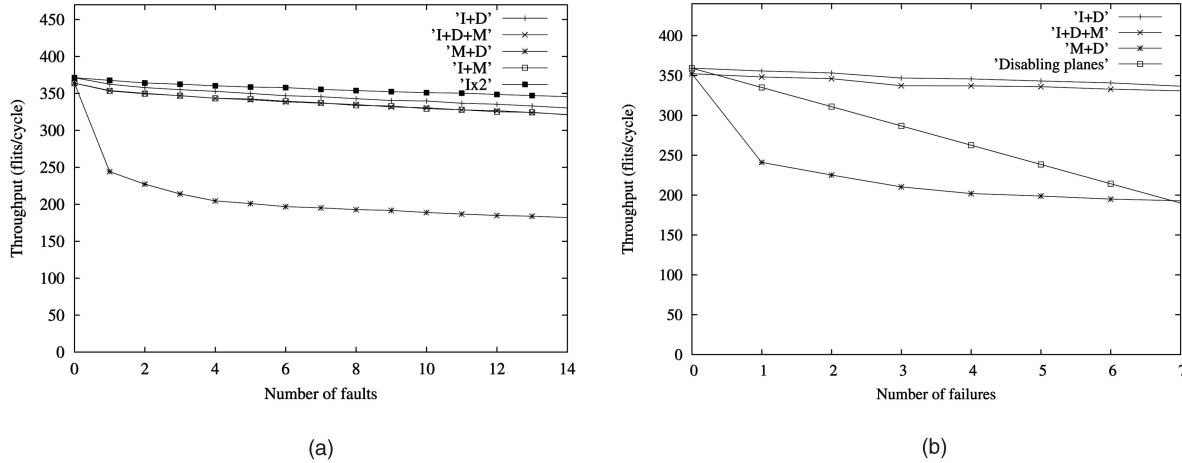 450
400
350
300
250
200
150
100
50
0
Throughput (flits/cycle)
0 2 4 6 8 10 12 14
Number of faults
'I+D'
'I+D+M'
'M+D'
'I+M'
'Ix2'
(a)
400
350
300
250
200
150
100
50
0
Throughput (flits/cycle)
0 1 2 3 4 5 6 7
Number of failures
'I+D'
'I+D+M'
'M+D'
'Disabling planes'
(b)